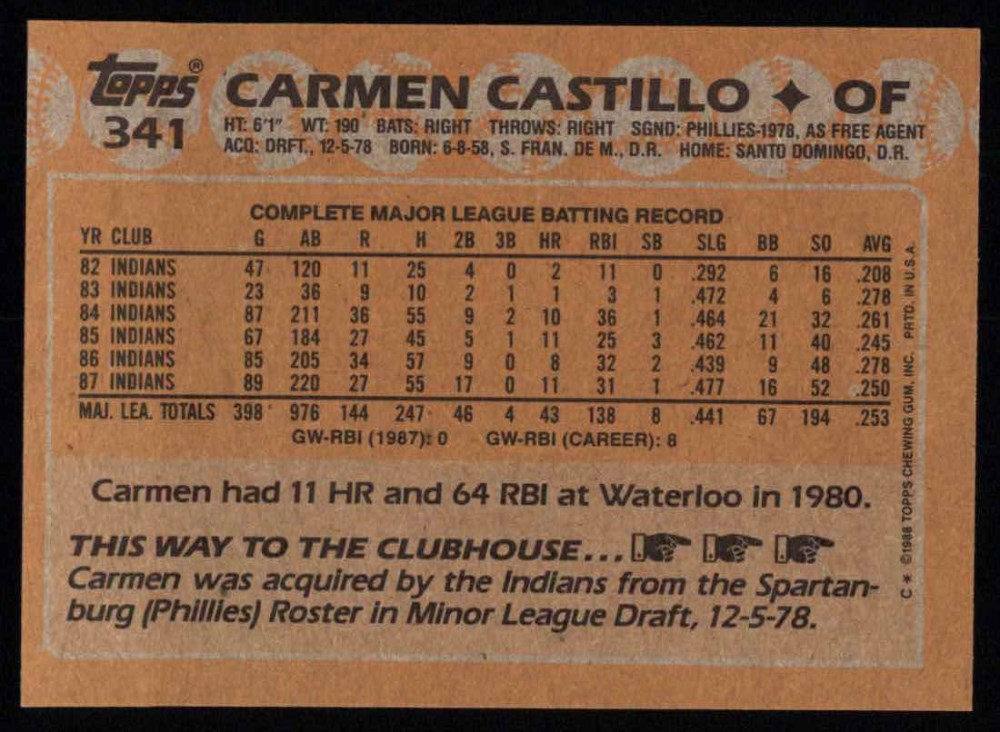 Topps® CARMEN CASTILLO ✦ OF
341 HT: 6'1" WT: 190 BATS: RIGHT THROWS: RIGHT SGND: PHILLIES-1978, AS FREE AGENT
ACQ: DRFT., 12-5-78 BORN: 6-8-58, S. FRAN. DE M., D.R. HOME: SANTO DOMINGO, D.R.
COMPLETE MAJOR LEAGUE BATTING RECORD
YR CLUB G AB R H 2B 3B HR RBI SB SLG BB SO AVG
82 INDIANS 47 120 11 25 4 0 2 11 0 .292 6 16 .208
83 INDIANS 23 36 9 10 2 1 1 3 1 .472 4 6 .278
84 INDIANS 87 211 36 55 9 2 10 36 1 .464 21 32 .261
85 INDIANS 67 184 27 45 5 1 11 25 3 .462 11 40 .245
86 INDIANS 85 205 34 57 9 0 8 32 2 .439 9 48 .278
87 INDIANS 89 220 27 55 17 0 11 31 1 .477 16 52 .250
MAJ. LEA. TOTALS 398 976 144 247 46 4 43 138 8 .441 67 194 .253
GW-RBI (1987): 0 GW-RBI (CAREER): 8
Carmen had 11 HR and 64 RBI at Waterloo in 1980.
THIS WAY TO THE CLUBHOUSE...
Carmen was acquired by the Indians from the Spartan-
burg (Phillies) Roster in Minor League Draft, 12-5-78.
C* ©1988 TOPPS CHEWING GUM, INC. PRTD. IN U.S.A.